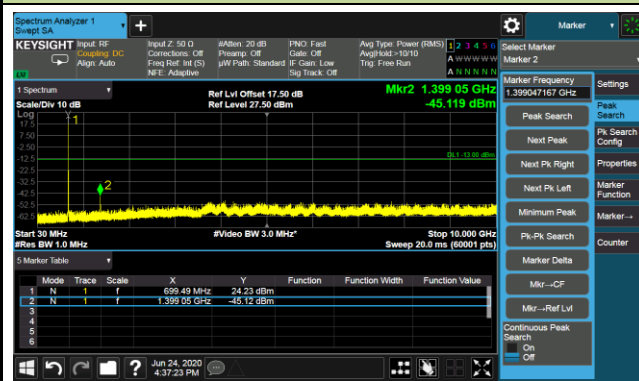 Spectrum Analyzer 1
Swept SA
Marker
KEYSIGHT
Input: RF
Coupling: DC
Align: Auto
Input Z: 50 Ω
Corrections: Off
Freq Ref: Int (S)
NFE: Adaptive
#Atten: 20 dB
Preamp: Off
µW Path: Standard
PNO: Fast
Gate: Off
IF Gain: Low
Sig Track: Off
Avg Type: Power (RMS)
Avg|Hold:>10/10
Trig: Free Run
1 2 3 4 5 6
A W W W W W
A N N N N N
LXI
Select Marker
Marker 2
1 Spectrum
Scale/Div 10 dB
Log
Ref Lvl Offset 17.50 dB
Ref Level 27.50 dBm
Mkr2 1.399 05 GHz
-45.119 dBm
17.5
7.50
-2.50
-12.5
-22.5
-32.5
-42.5
-52.5
-62.5
1
2
DL1 -13.00 dBm
Start 30 MHz
#Res BW 1.0 MHz
#Video BW 3.0 MHz*
Stop 10.000 GHz
Sweep 20.0 ms (60001 pts)
5 Marker Table
Mode Trace Scale X Y Function Function Width Function Value
1 N 1 f 699.49 MHz 24.23 dBm
2 N 1 f 1.399 05 GHz -45.12 dBm
3
4
5
6
Marker Frequency
1.399047167 GHz
Peak Search
Next Peak
Next Pk Right
Next Pk Left
Minimum Peak
Pk-Pk Search
Marker Delta
Mkr→CF
Mkr→Ref Lvl
Continuous Peak
Search
On
Off
Settings
Peak
Search
Pk Search
Config
Properties
Marker
Function
Marker→
Counter
?
Jun 24, 2020
4:37:23 PM